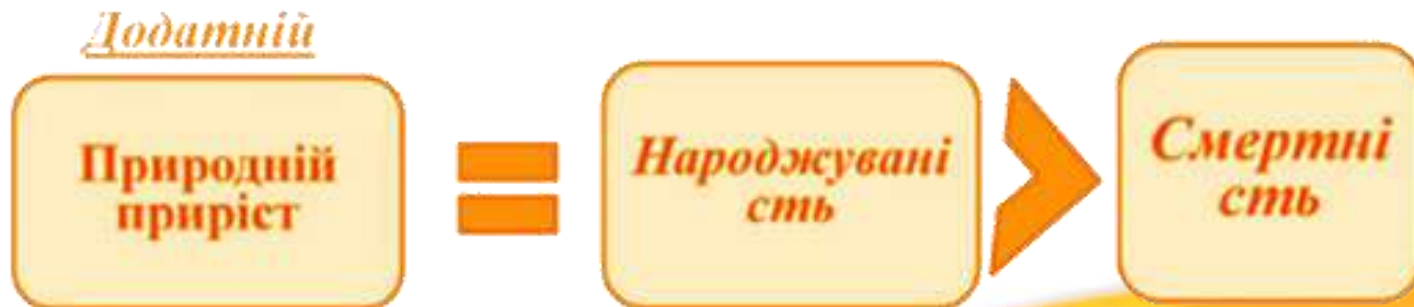 Додатній
Природній
приріст
=
Народжувані
сть
>
Смертні
сть